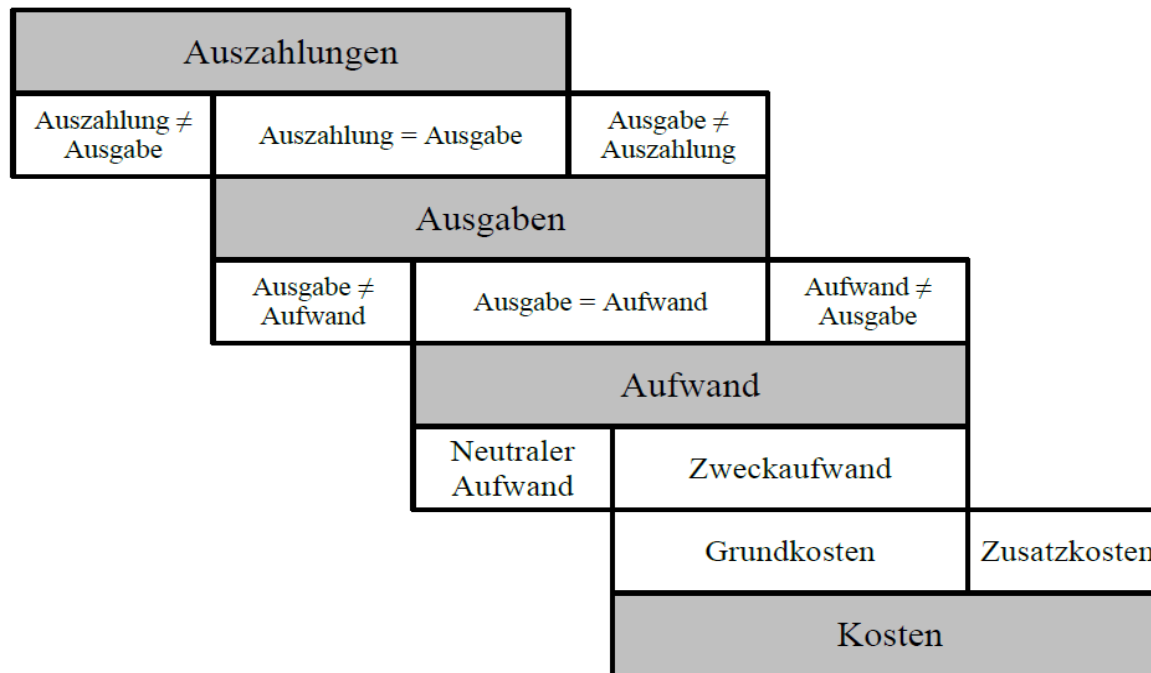 Auszahlungen
Auszahlung ≠
Ausgabe
Auszahlung = Ausgabe
Ausgabe ≠
Auszahlung
Ausgaben
Ausgabe ≠
Aufwand
Ausgabe = Aufwand
Aufwand ≠
Ausgabe
Aufwand
Neutraler
Aufwand
Zweckaufwand
Grundkosten
Zusatzkosten
Kosten